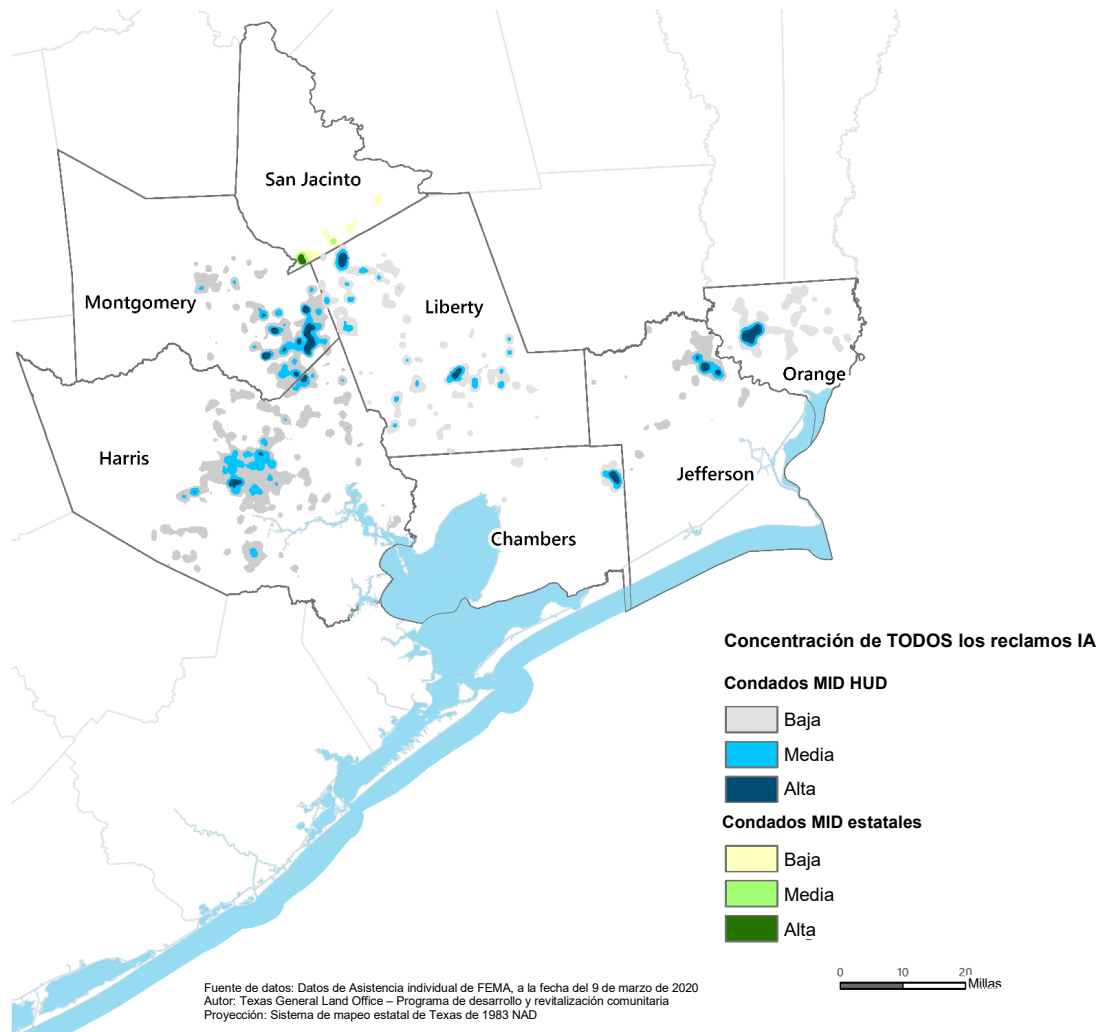 San Jacinto
Montgomery
Liberty
Orange
Harris
Jefferson
Chambers
Concentración de TODOS los reclamos IA
Condados MID HUD
Baja
Media
Alta
Condados MID estatales
Baja
Media
Alta
0 10 20 Millas
Fuente de datos: Datos de Asistencia individual de FEMA, a la fecha del 9 de marzo de 2020
Autor: Texas General Land Office – Programa de desarrollo y revitalización comunitaria
Proyección: Sistema de mapeo estatal de Texas de 1983 NAD